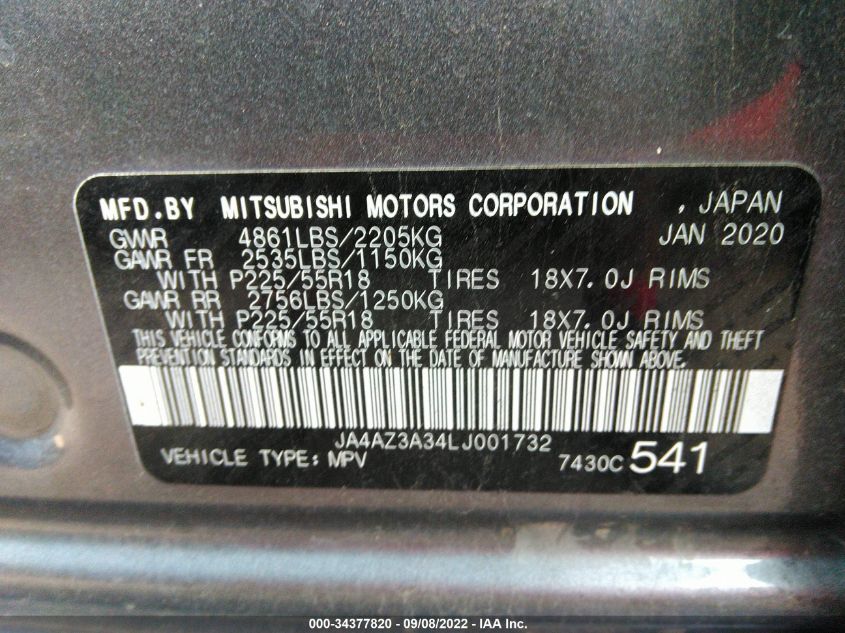 MFD.BY MITSUBISHI MOTORS CORPORATION , JAPAN
GVWR 4861LBS/2205KG JAN 2020
GAWR FR 2535LBS/1150KG
WITH P225/55R18 TIRES 18X7.0J RIMS
GAWR RR 2756LBS/1250KG
WITH P225/55R18 TIRES 18X7.0J RIMS
THIS VEHICLE CONFORMS TO ALL APPLICABLE FEDERAL MOTOR VEHICLE SAFETY AND THEFT
PREVENTION STANDARDS IN EFFECT ON THE DATE OF MANUFACTURE SHOWN ABOVE.
JA4AZ3A34LJ001732
VEHICLE TYPE: MPV 7430C 541
000-34377820 - 09/08/2022 - IAA Inc.